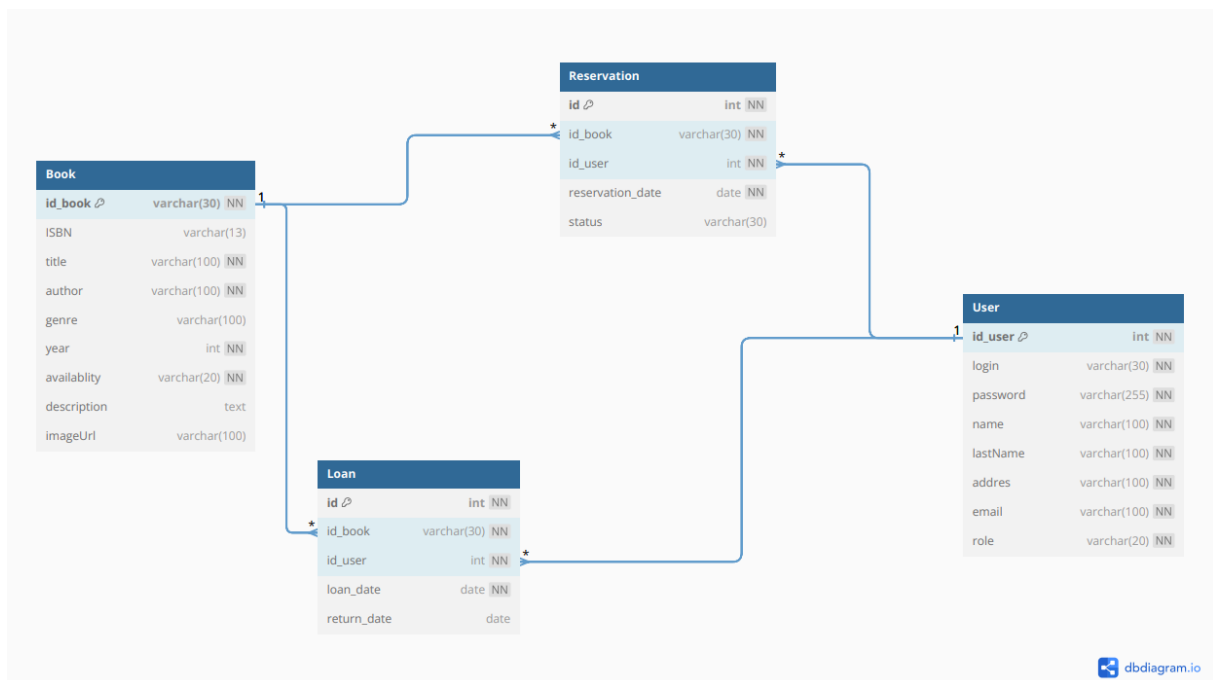 Reservation
id int NN
id_book varchar(30) NN
id_user int NN
reservation_date date NN
status varchar(30)
*
*
Book
id_book varchar(30) NN
ISBN varchar(13)
title varchar(100) NN
author varchar(100) NN
genre varchar(100)
year int NN
availablity varchar(20) NN
description text
imageUrl varchar(100)
1
User
id_user int NN
login varchar(30) NN
password varchar(255) NN
name varchar(100) NN
lastName varchar(100) NN
addres varchar(100) NN
email varchar(100) NN
role varchar(20) NN
1
Loan
id int NN
id_book varchar(30) NN
id_user int NN
loan_date date NN
return_date date
*
*
dbdiagram.io